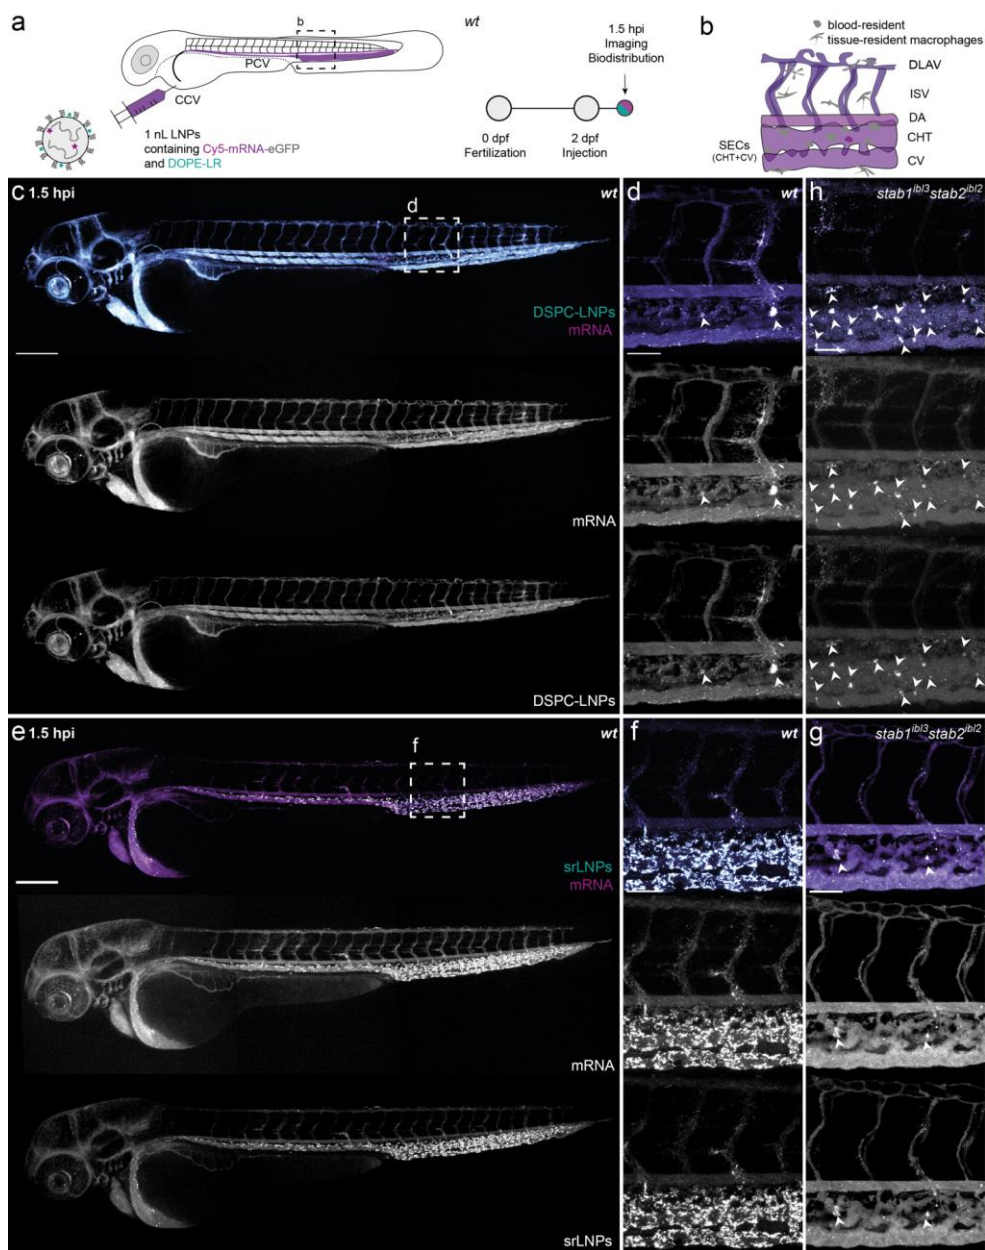 a
b
PCV
CCV
1 nL LNPs
containing Cy5-mRNA-eGFP
and DOPE-LR
wt
1.5 hpi
Imaging
Biodistribution
0 dpf
Fertilization
2 dpf
Injection
b
blood-resident
tissue-resident macrophages
DLAV
ISV
DA
CHT
CV
SECs
(CHT+CV)
c 1.5 hpi
wt
d
DSPC-LNPs
mRNA
mRNA
DSPC-LNPs
d
wt
h
stab1ibl3stab2ibl2
e 1.5 hpi
wt
f
srLNPs
mRNA
mRNA
srLNPs
f
wt
g
stab1ibl3stab2ibl2